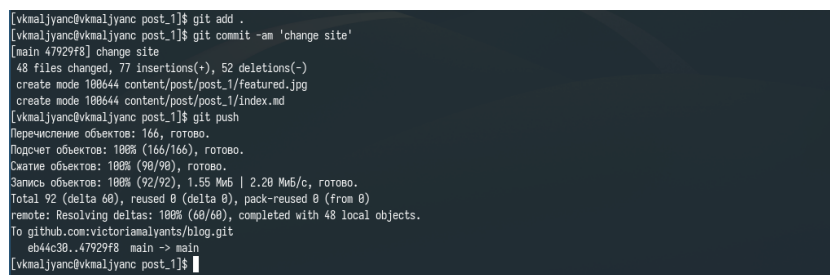 [vkmaljyanc@vkmaljyanc post_1]$ git add .
[vkmaljyanc@vkmaljyanc post_1]$ git commit -am 'change site'
[main 47929f8] change site
 48 files changed, 77 insertions(+), 52 deletions(-)
 create mode 100644 content/post/post_1/featured.jpg
 create mode 100644 content/post/post_1/index.md
[vkmaljyanc@vkmaljyanc post_1]$ git push
Перечисление объектов: 166, готово.
Подсчет объектов: 100% (166/166), готово.
Сжатие объектов: 100% (90/90), готово.
Запись объектов: 100% (92/92), 1.55 МиБ | 2.20 МиБ/с, готово.
Total 92 (delta 60), reused 0 (delta 0), pack-reused 0 (from 0)
remote: Resolving deltas: 100% (60/60), completed with 48 local objects.
To github.com:victoriamalyants/blog.git
   eb44c30..47929f8  main -> main
[vkmaljyanc@vkmaljyanc post_1]$